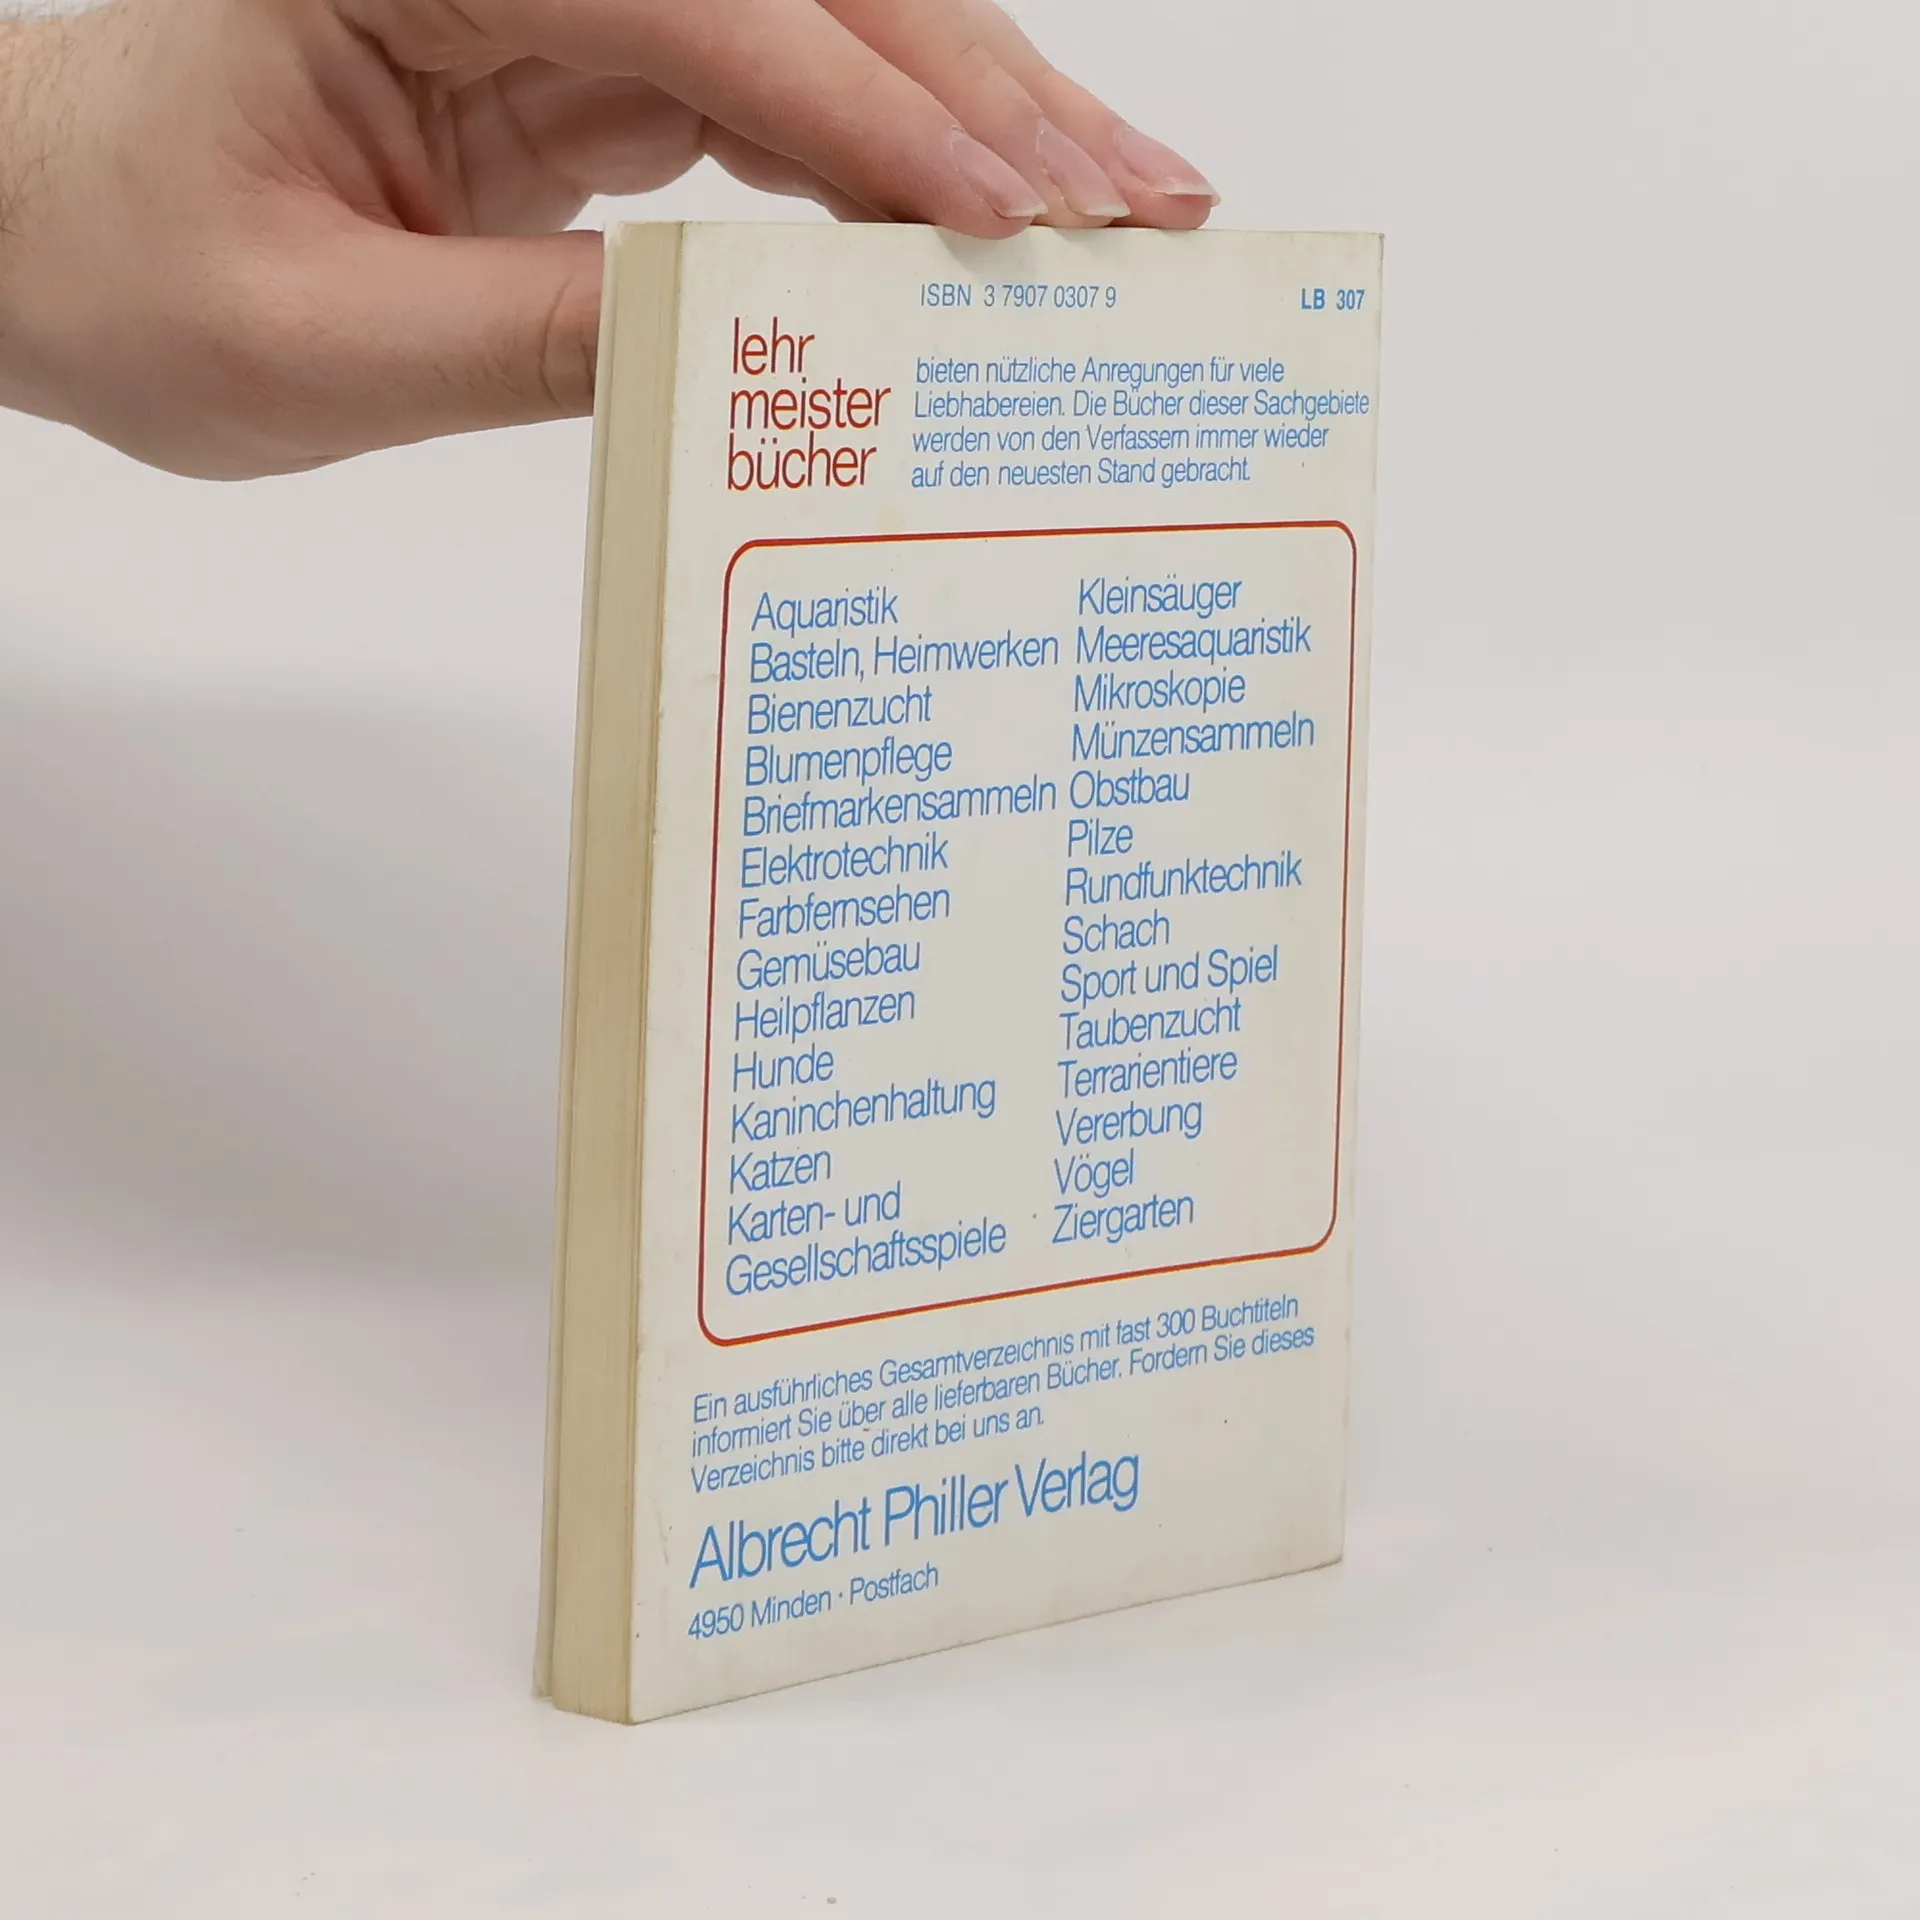 ISBN 3 7907 0307 9
LB 307
lehr
meister
bücher
bieten nützliche Anregungen für viele
Liebhabereien. Die Bücher dieser Sachgebiete
werden von den Verfassern immer wieder
auf den neuesten Stand gebracht.
Aquaristik
Basteln, Heimwerken
Bienenzucht
Blumenpflege
Briefmarkensammeln
Elektrotechnik
Farbfernsehen
Gemüsebau
Heilpflanzen
Hunde
Kaninchenhaltung
Katzen
Karten- und
Gesellschaftsspiele
Kleinsäuger
Meeresaquaristik
Mikroskopie
Münzensammeln
Obstbau
Pilze
Rundfunktechnik
Schach
Sport und Spiel
Taubenzucht
Terrarientiere
Vererbung
Vögel
Ziergarten
Ein ausführliches Gesamtverzeichnis mit fast 300 Buchtiteln
informiert Sie über alle lieferbaren Bücher. Fordern Sie dieses
Verzeichnis bitte direkt bei uns an.
Albrecht Philler Verlag
4950 Minden · Postfach